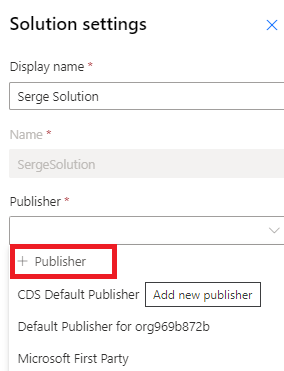 Solution settings
Display name *
Serge Solution
Name *
SergeSolution
Publisher *
+ Publisher
CDS Default Publisher
Add new publisher
Default Publisher for org969b872b
Microsoft First Party